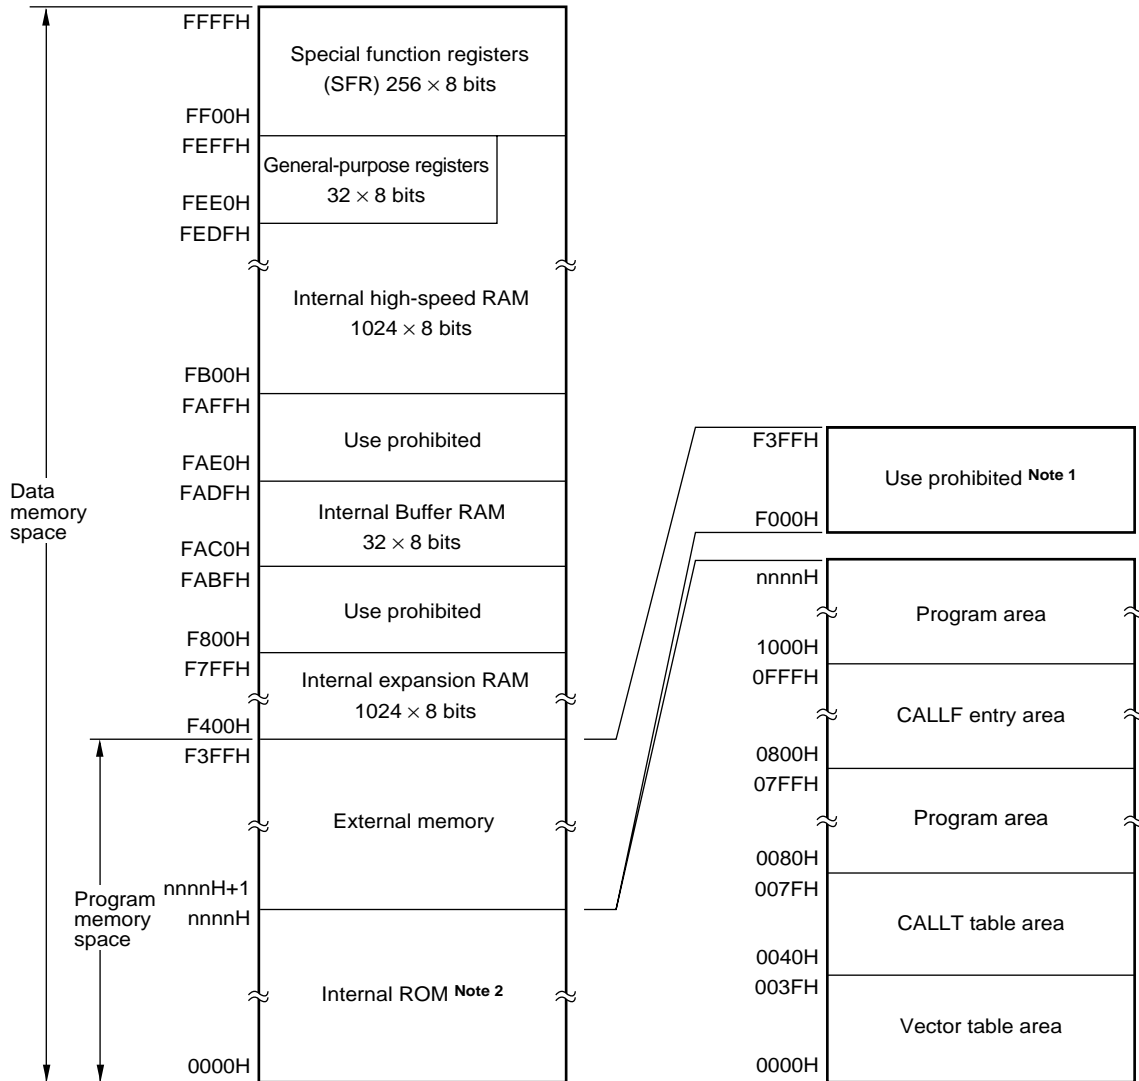 FFFFH
Special function registers
(SFR) 256 × 8 bits
FF00H
FEFFH
General-purpose registers
32 × 8 bits
FEE0H
FEDFH
Internal high-speed RAM
1024 × 8 bits
FB00H
FAFFH
Use prohibited
FAE0H
FADFH
Internal Buffer RAM
32 × 8 bits
FAC0H
FABFH
Use prohibited
F800H
F7FFH
Internal expansion RAM
1024 × 8 bits
F400H
F3FFH
External memory
nnnnH+1
nnnnH
Internal ROM Note 2
0000H
Data
memory
space
Program
memory
space
F3FFH
Use prohibited Note 1
F000H
nnnnH
Program area
1000H
0FFFH
CALLF entry area
0800H
07FFH
Program area
0080H
007FH
CALLT table area
0040H
003FH
Vector table area
0000H